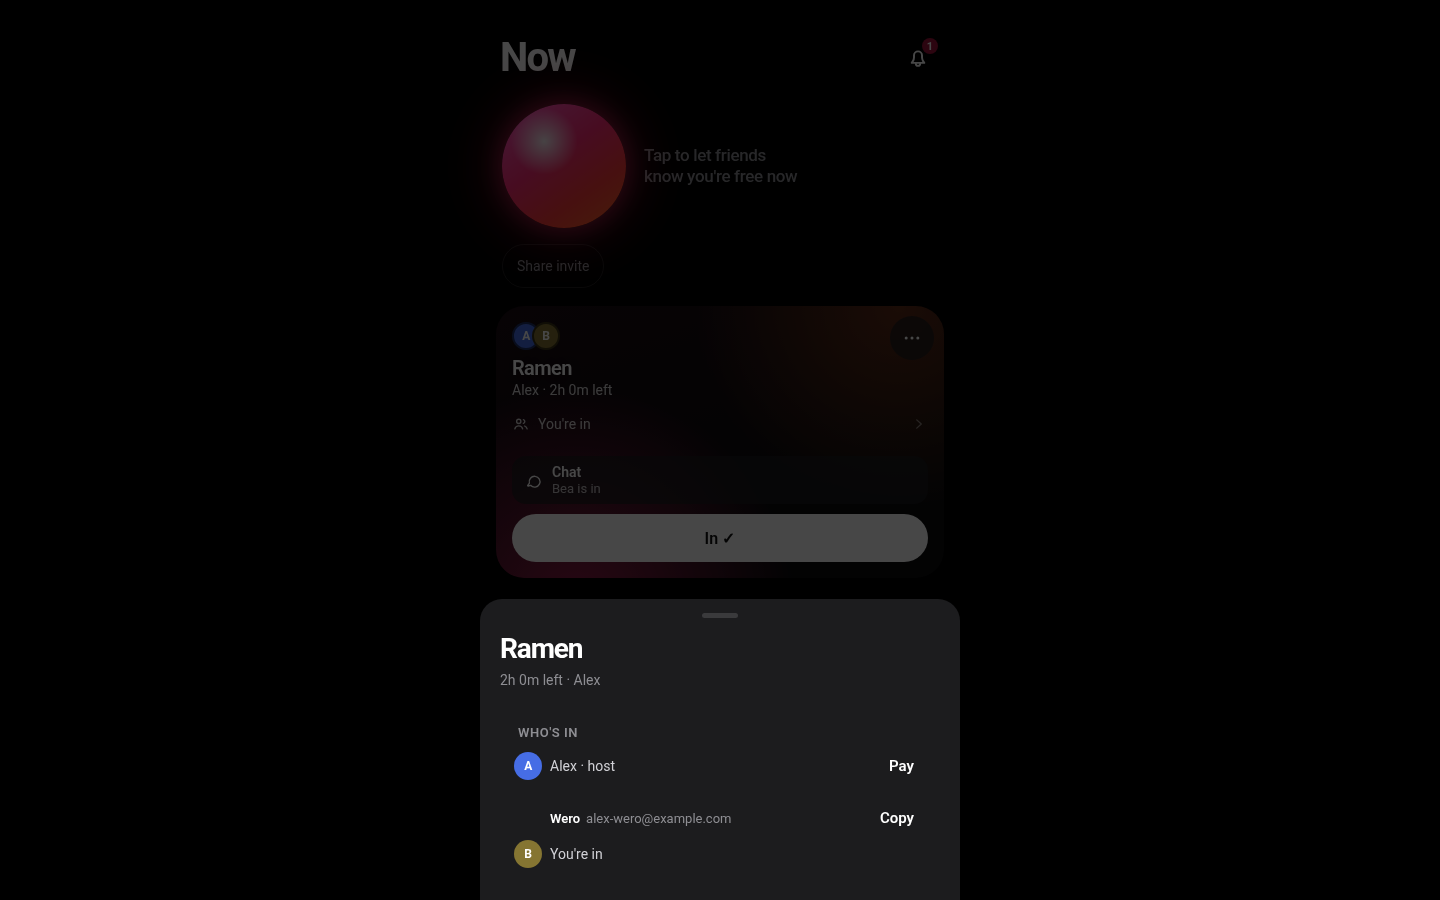 Now
1
Tap to let friends
know you're free now
Share invite
A B
Ramen
Alex · 2h 0m left
You're in
Chat
Bea is in
In ✓
Ramen
2h 0m left · Alex
WHO'S IN
A Alex · host Pay
Wero alex-wero@example.com Copy
B You're in